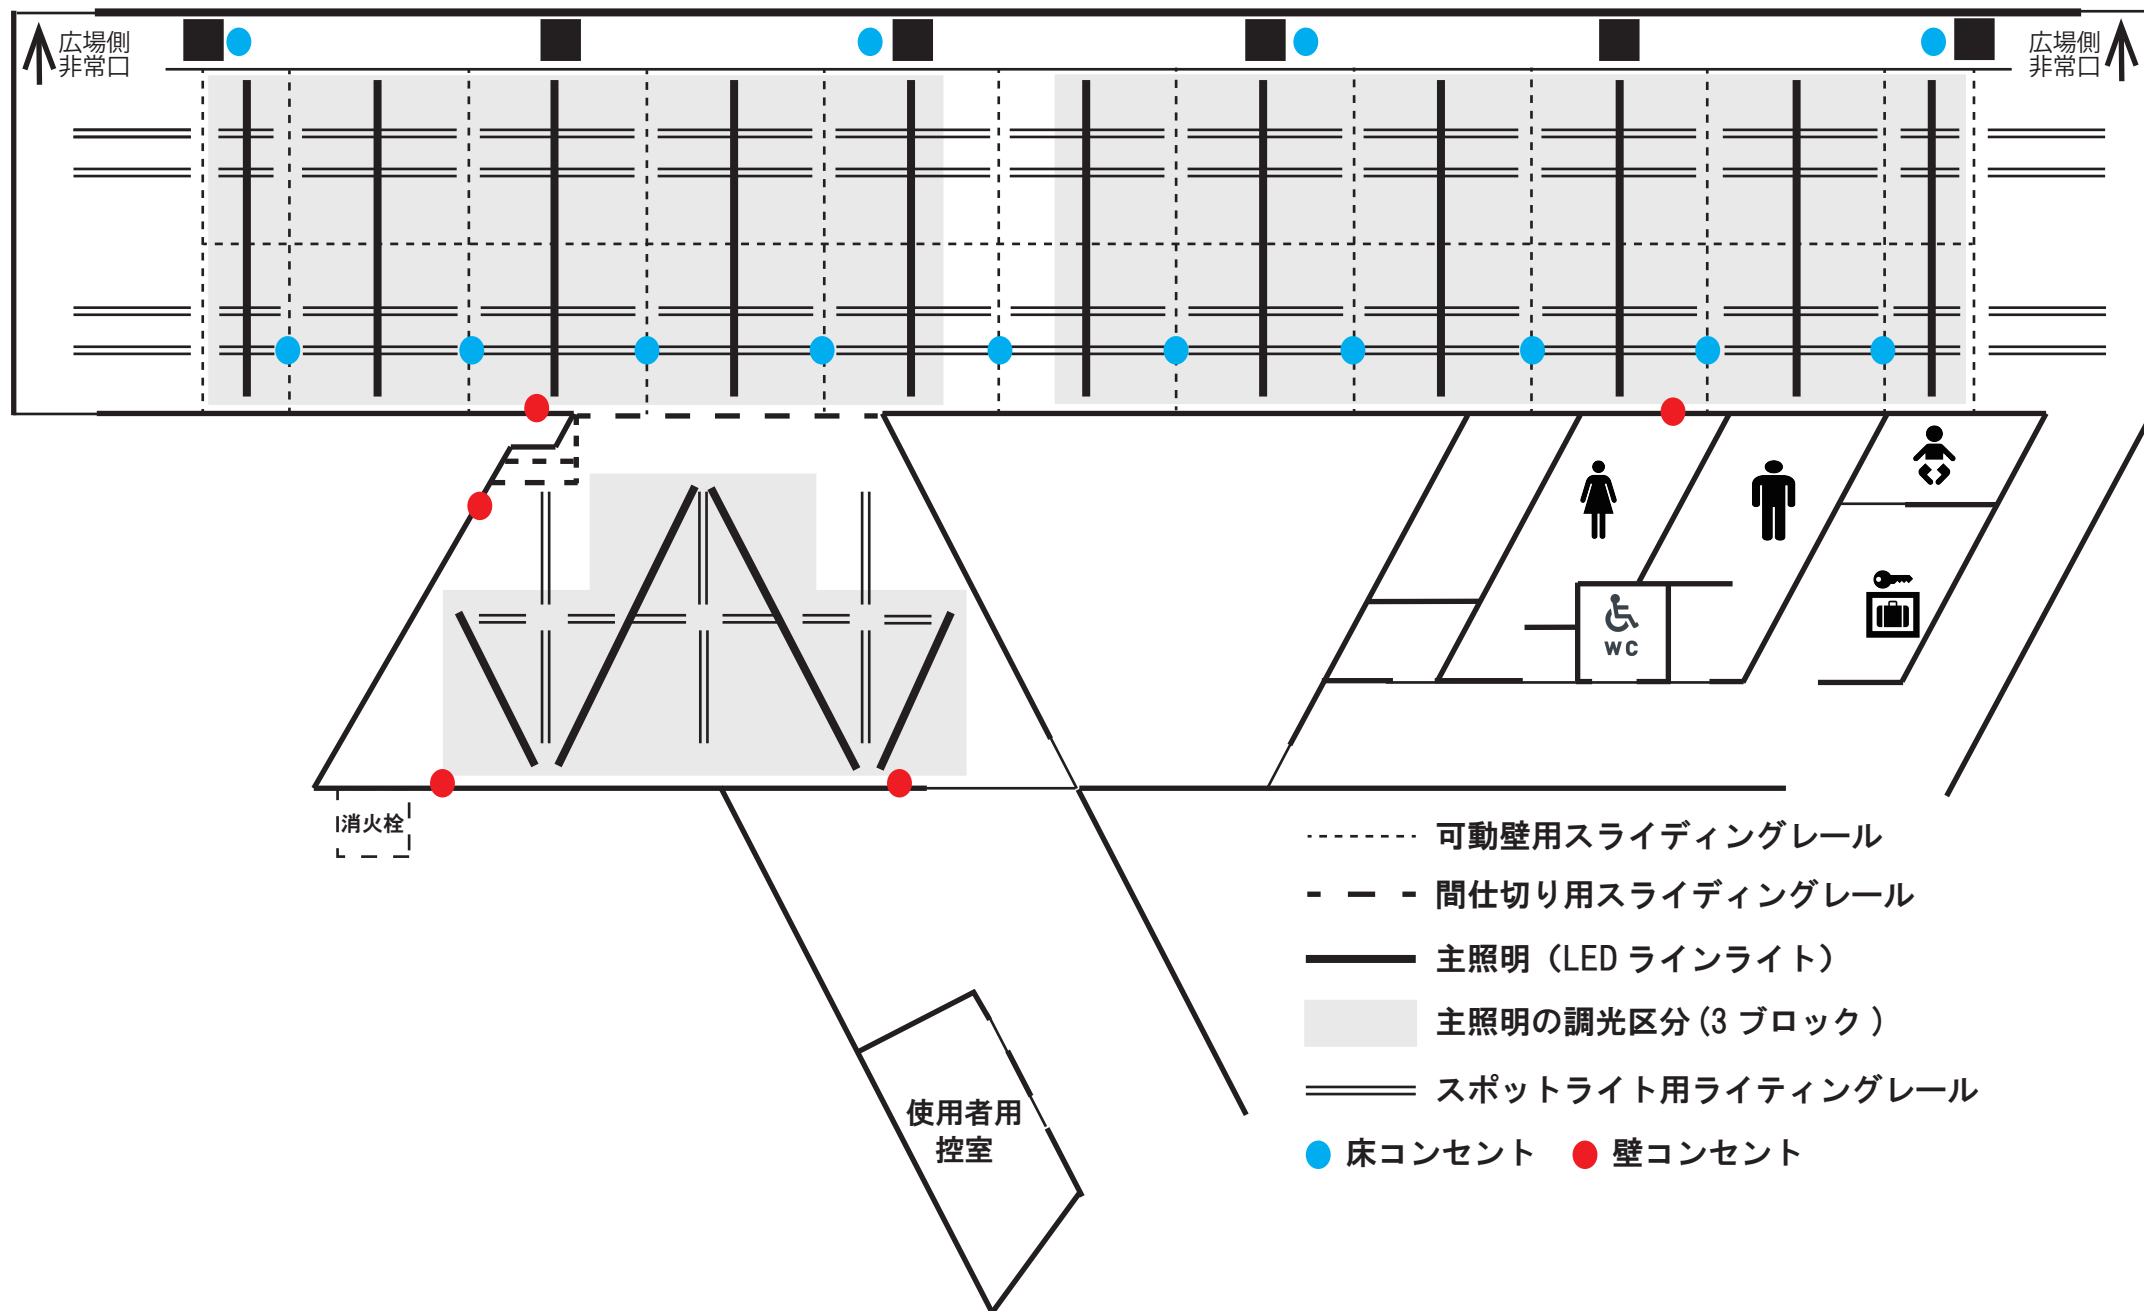 広場側
非常口
広場側
非常口
WC
消火栓
可動壁用スライディングレール
間仕切り用スライディングレール
主照明（LED ラインライト）
主照明の調光区分(3 ブロック )
スポットライト用ライティングレール
床コンセント
壁コンセント
使用者用
控室